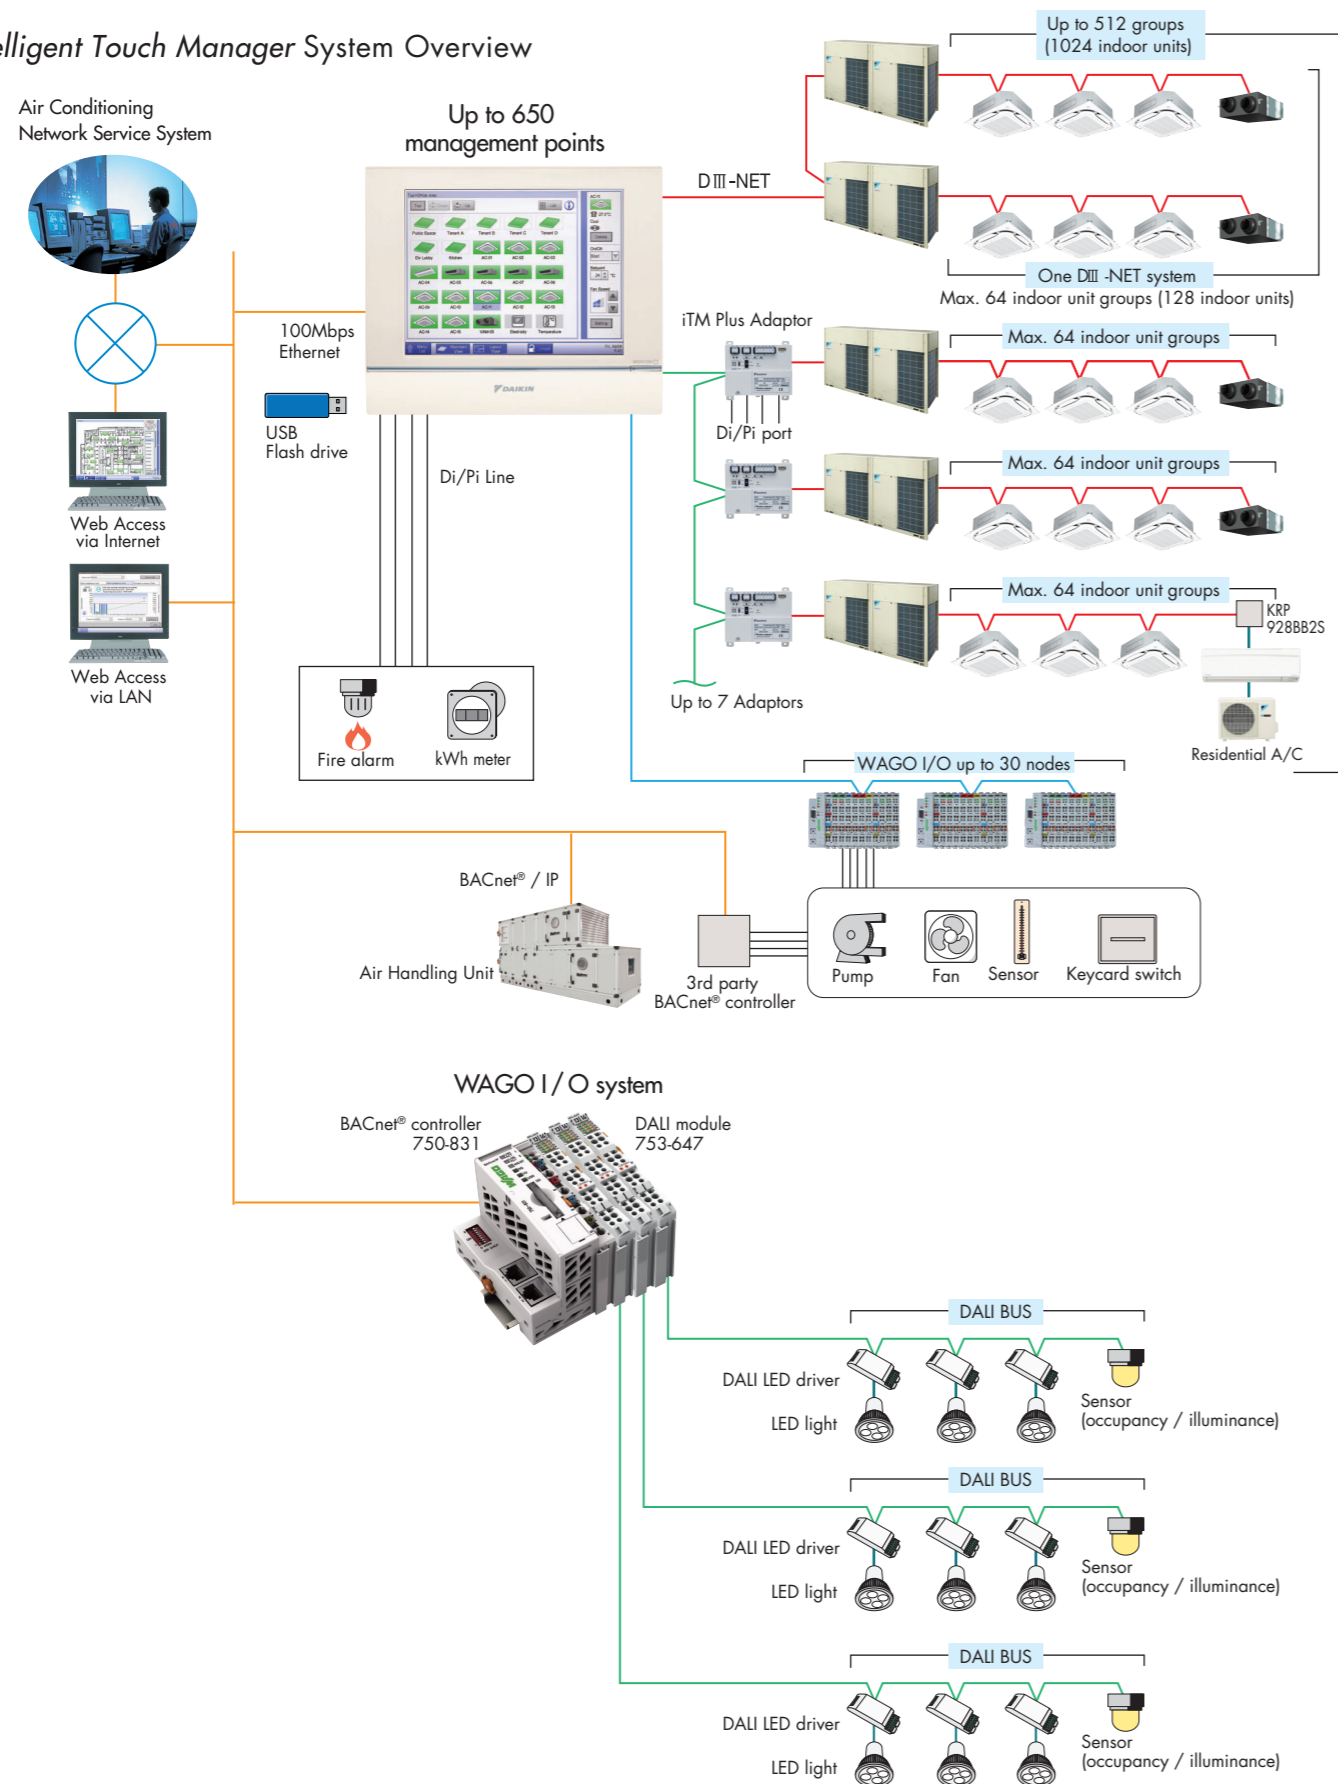 elligent Touch Manager System Overview
Up to 512 groups
(1024 indoor units)
Air Conditioning
Network Service System
Up to 650
management points
DIII-NET
One DIII -NET system
Max. 64 indoor unit groups (128 indoor units)
100Mbps
Ethernet
DAIKIN
USB
Flash drive
Di/Pi Line
iTM Plus Adaptor
Max. 64 indoor unit groups
Di/Pi port
Max. 64 indoor unit groups
Max. 64 indoor unit groups
KRP
928BB2S
Up to 7 Adaptors
Residential A/C
Web Access
via Internet
Web Access
via LAN
Fire alarm
kWh meter
WAGO I/O up to 30 nodes
BACnet® / IP
Air Handling Unit
3rd party
BACnet® controller
Pump
Fan
Sensor
Keycard switch
WAGO I/O system
BACnet® controller
750-831
DALI module
753-647
WAGO
DALI BUS
DALI LED driver
LED light
Sensor
(occupancy / illuminance)
DALI BUS
DALI LED driver
LED light
Sensor
(occupancy / illuminance)
DALI BUS
DALI LED driver
LED light
Sensor
(occupancy / illuminance)